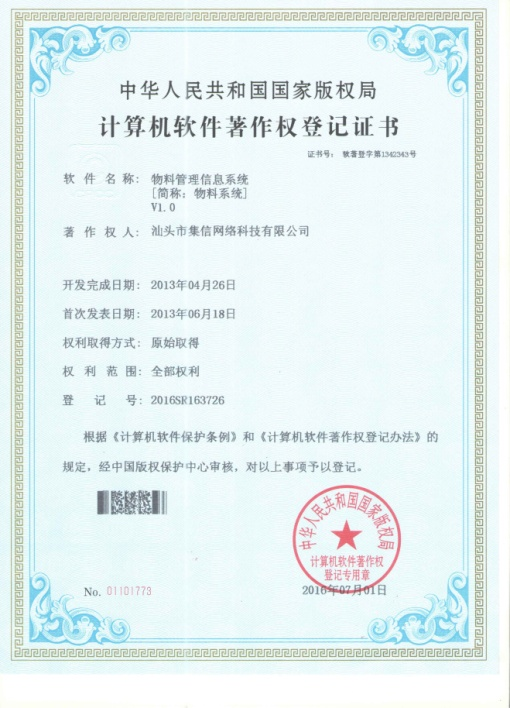 中华人民共和国国家版权局
计算机软件著作权登记证书
证书号： 软著登字第1342343号
软件名称： 物料管理信息系统
[简称：物料系统]
V1.0
著作权人： 汕头市集信网络科技有限公司
开发完成日期： 2013年04月26日
首次发表日期： 2013年06月18日
权利取得方式： 原始取得
权利范围： 全部权利
登记号： 2016SR163726
根据《计算机软件保护条例》和《计算机软件著作权登记办法》的
规定，经中国版权保护中心审核，对以上事项予以登记。
中华人民共和国国家版权局
计算机软件著作权
登记专用章
No. 01101773
2016年07月01日